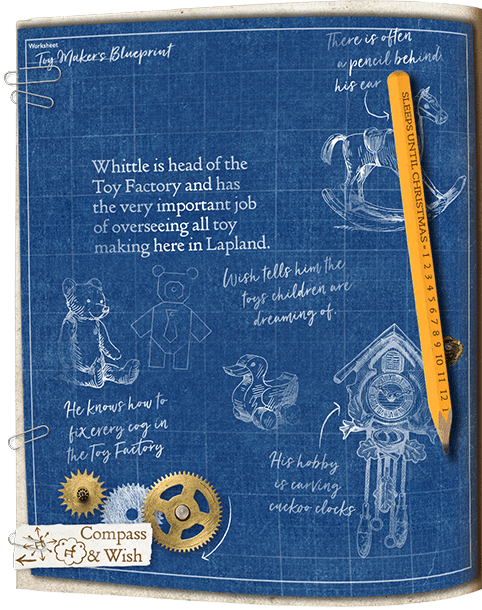 Worksheet
Toy Maker's Blueprint
There is often
a pencil behind
his ear
SLEEPS UNTIL CHRISTMAS = 1 2 3 4 5 6 7 8 9 10 11 12
Whittle is head of the
Toy Factory and has
the very important job
of overseeing all toy
making here in Lapland.
Wish tells him the
toys children are
dreaming of.
He knows how to
fix every cog in
the Toy Factory
His hobby
is carving
cuckoo clocks
Compass
& Wish